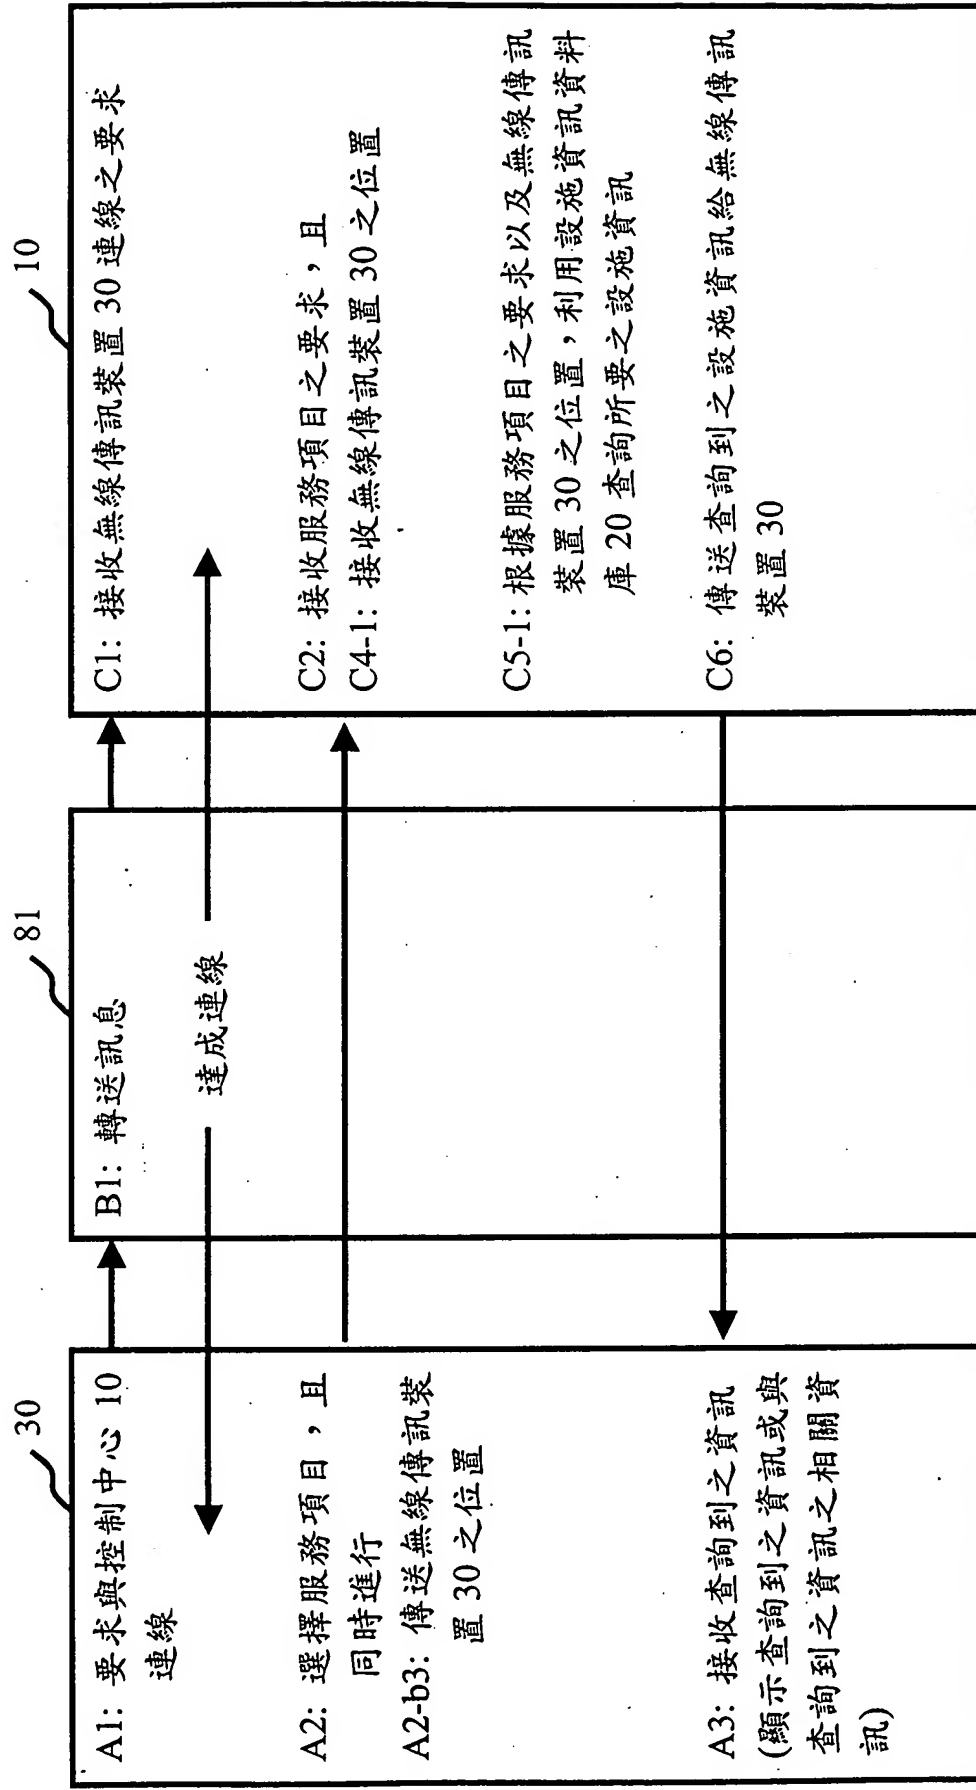 30
A1: 要求與控制中心 10
連線
A2: 選擇服務項目，且
同時進行
A2-b3: 傳送無線傳訊裝
置 30 之位置
A3: 接收查詢到之資訊
(顯示查詢到之資訊或與
查詢到之資訊之相關資
訊)
81
B1: 轉送訊息
達成連線
10
C1: 接收無線傳訊裝置 30 連線之要求
C2: 接收服務項目之要求，且
C4-1: 接收無線傳訊裝置 30 之位置
C5-1: 根據服務項目之要求以及無線傳訊
裝置 30 之位置，利用設施資訊資料
庫 20 查詢所要之設施資訊
C6: 傳送查詢到之設施資訊給無線傳訊
裝置 30